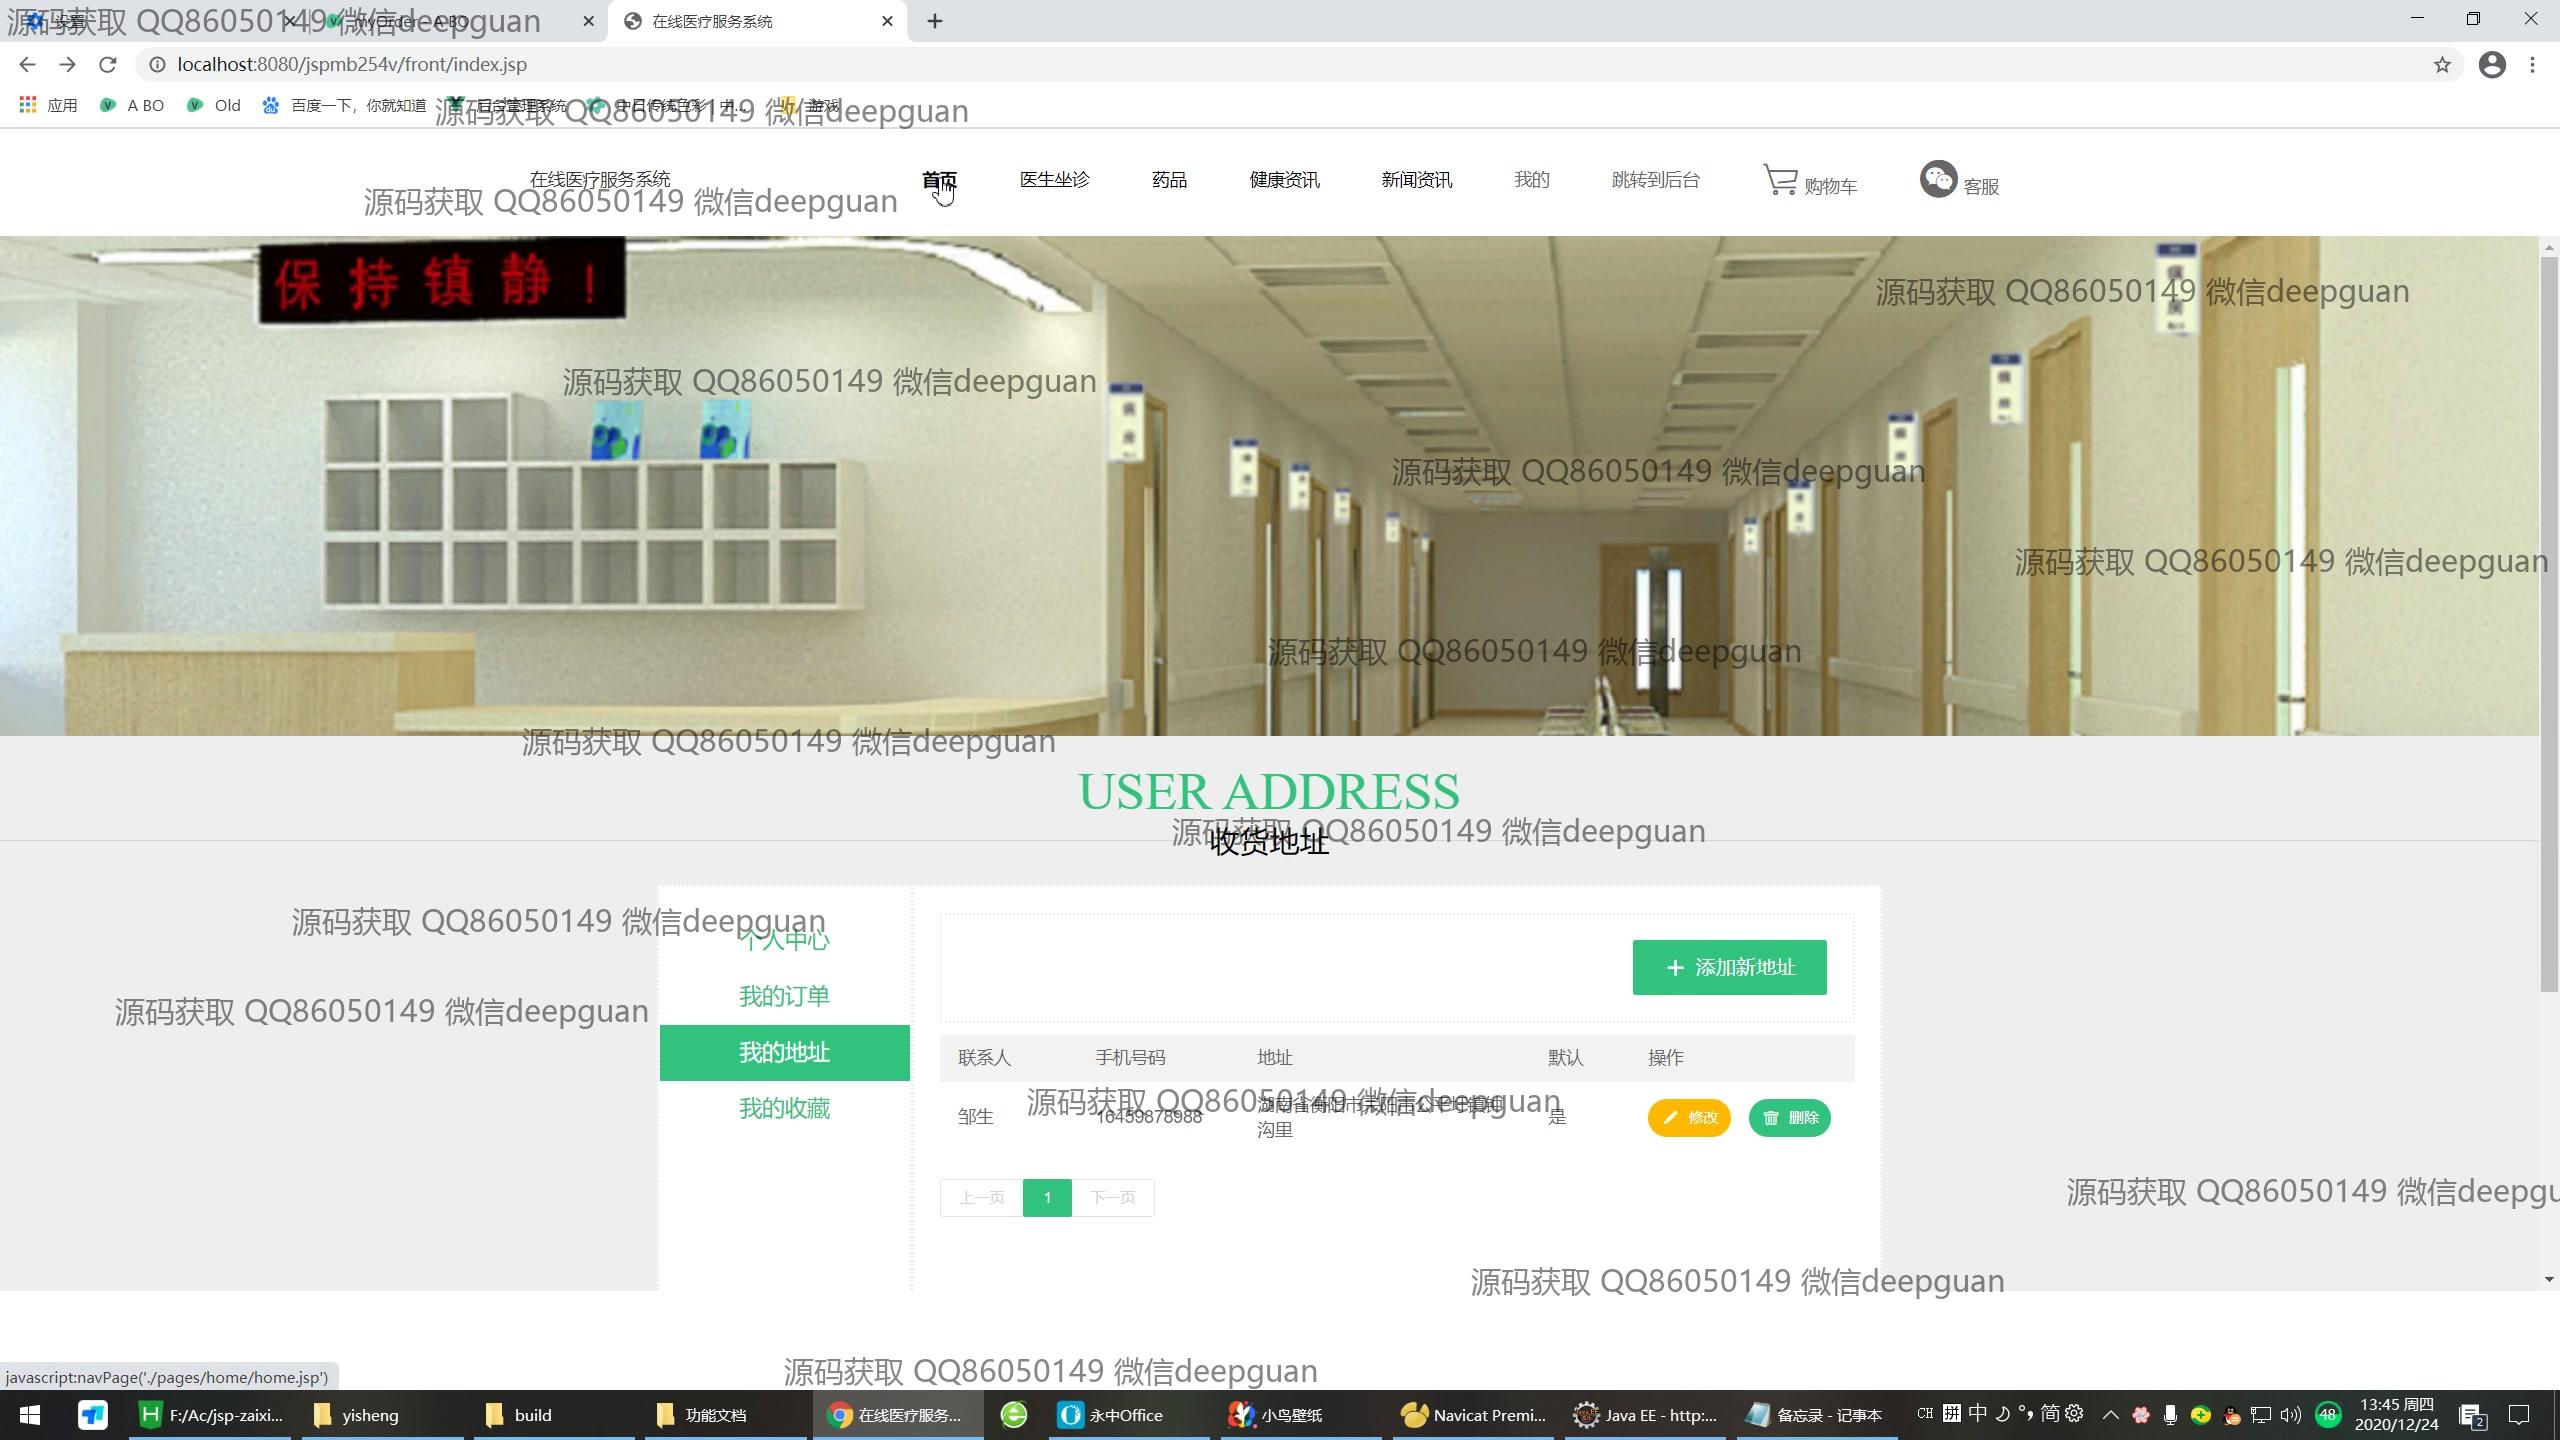 设置
myOrder - A BO
在线医疗服务系统
源码获取 QQ86050149 微信deepguan
localhost:8080/jspmb254v/front/index.jsp
应用
A BO
Old
百度一下，你就知道
后台管理系统
中日传统色彩
游戏
源码获取 QQ86050149 微信deepguan
在线医疗服务系统
首页
医生坐诊
药品
健康资讯
新闻资讯
我的
跳转到后台
购物车
客服
源码获取 QQ86050149 微信deepguan
保持镇静！
源码获取 QQ86050149 微信deepguan
源码获取 QQ86050149 微信deepguan
源码获取 QQ86050149 微信deepguan
源码获取 QQ86050149 微信deepguan
源码获取 QQ86050149 微信deepguan
源码获取 QQ86050149 微信deepguan
USER ADDRESS
源码获取 QQ86050149 微信deepguan
收货地址
源码获取 QQ86050149 微信deepguan
个人中心
+ 添加新地址
我的订单
源码获取 QQ86050149 微信deepguan
我的地址
联系人
手机号码
地址
默认
操作
源码获取 QQ86050149 微信deepguan
我的收藏
邹生
16459878988
沟里
是
修改
删除
上一页
1
下一页
源码获取 QQ86050149 微信deepgu
源码获取 QQ86050149 微信deepguan
源码获取 QQ86050149 微信deepguan
javascript:navPage('./pages/home/home.jsp')
F:/Ac/jsp-zaixi...
yisheng
build
功能文档
在线医疗服务...
永中Office
小鸟壁纸
Navicat Premi...
Java EE - http:...
备忘录 - 记事本
CH
拼
中
简
48
13:45 周四
2020/12/24
2